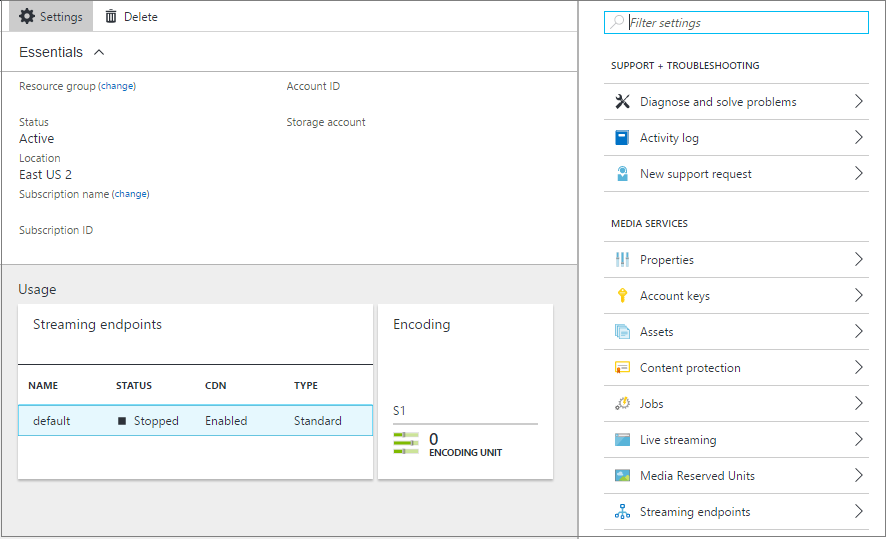 Settings Delete
Essentials
Resource group (change) Account ID
Status Storage account
Active
Location
East US 2
Subscription name (change)
Subscription ID
Usage
Streaming endpoints
NAME STATUS CDN TYPE
default Stopped Enabled Standard
Encoding
S1
0
ENCODING UNIT
Filter settings
SUPPORT + TROUBLESHOOTING
Diagnose and solve problems
Activity log
New support request
MEDIA SERVICES
Properties
Account keys
Assets
Content protection
Jobs
Live streaming
Media Reserved Units
Streaming endpoints